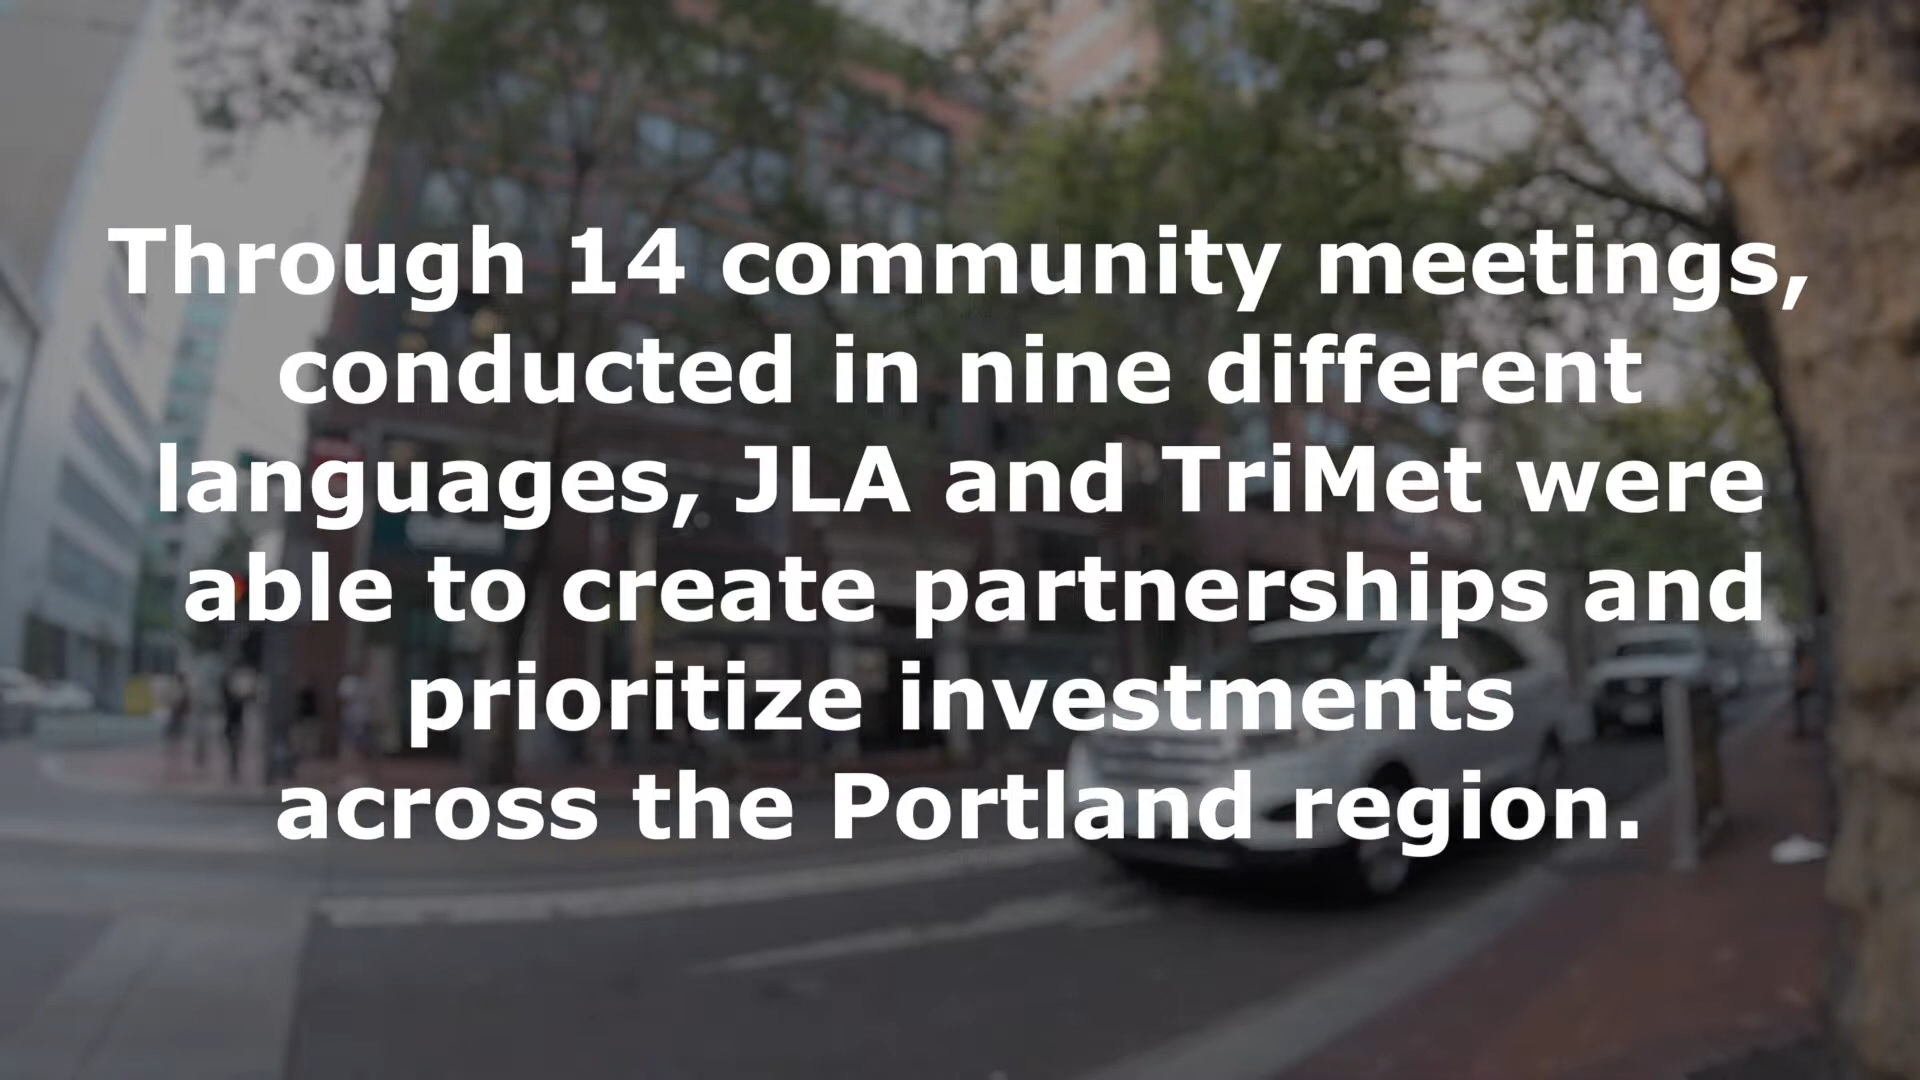 Through 14 community meetings,
conducted in nine different
languages, JLA and TriMet were
able to create partnerships and
prioritize investments
across the Portland region.